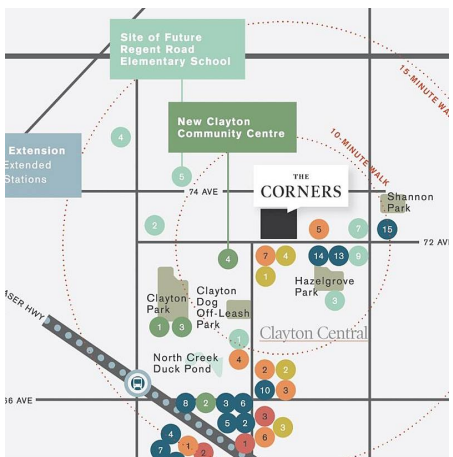 Site of Future
Regent Road
Elementary School
15-MINUTE WA
4
New Clayton
Community Centre
10-MINUTE WALK
Extension
Extended
Stations
5
74 AVE
THE
CORNERS
Shannon
Park
2
5
7
15
72 AVE
4
7
4
14
13
9
1
Hazelgrove
Park
3
Clayton
Park
1
3
Clayton
Dog
Off-Leash
Park
1
Clayton Central
ASER HWY
North Creek
Duck Pond
4
2
2
10
3
66 AVE
8
2
3
6
5
2
3
3
4
6
7
1
2
1